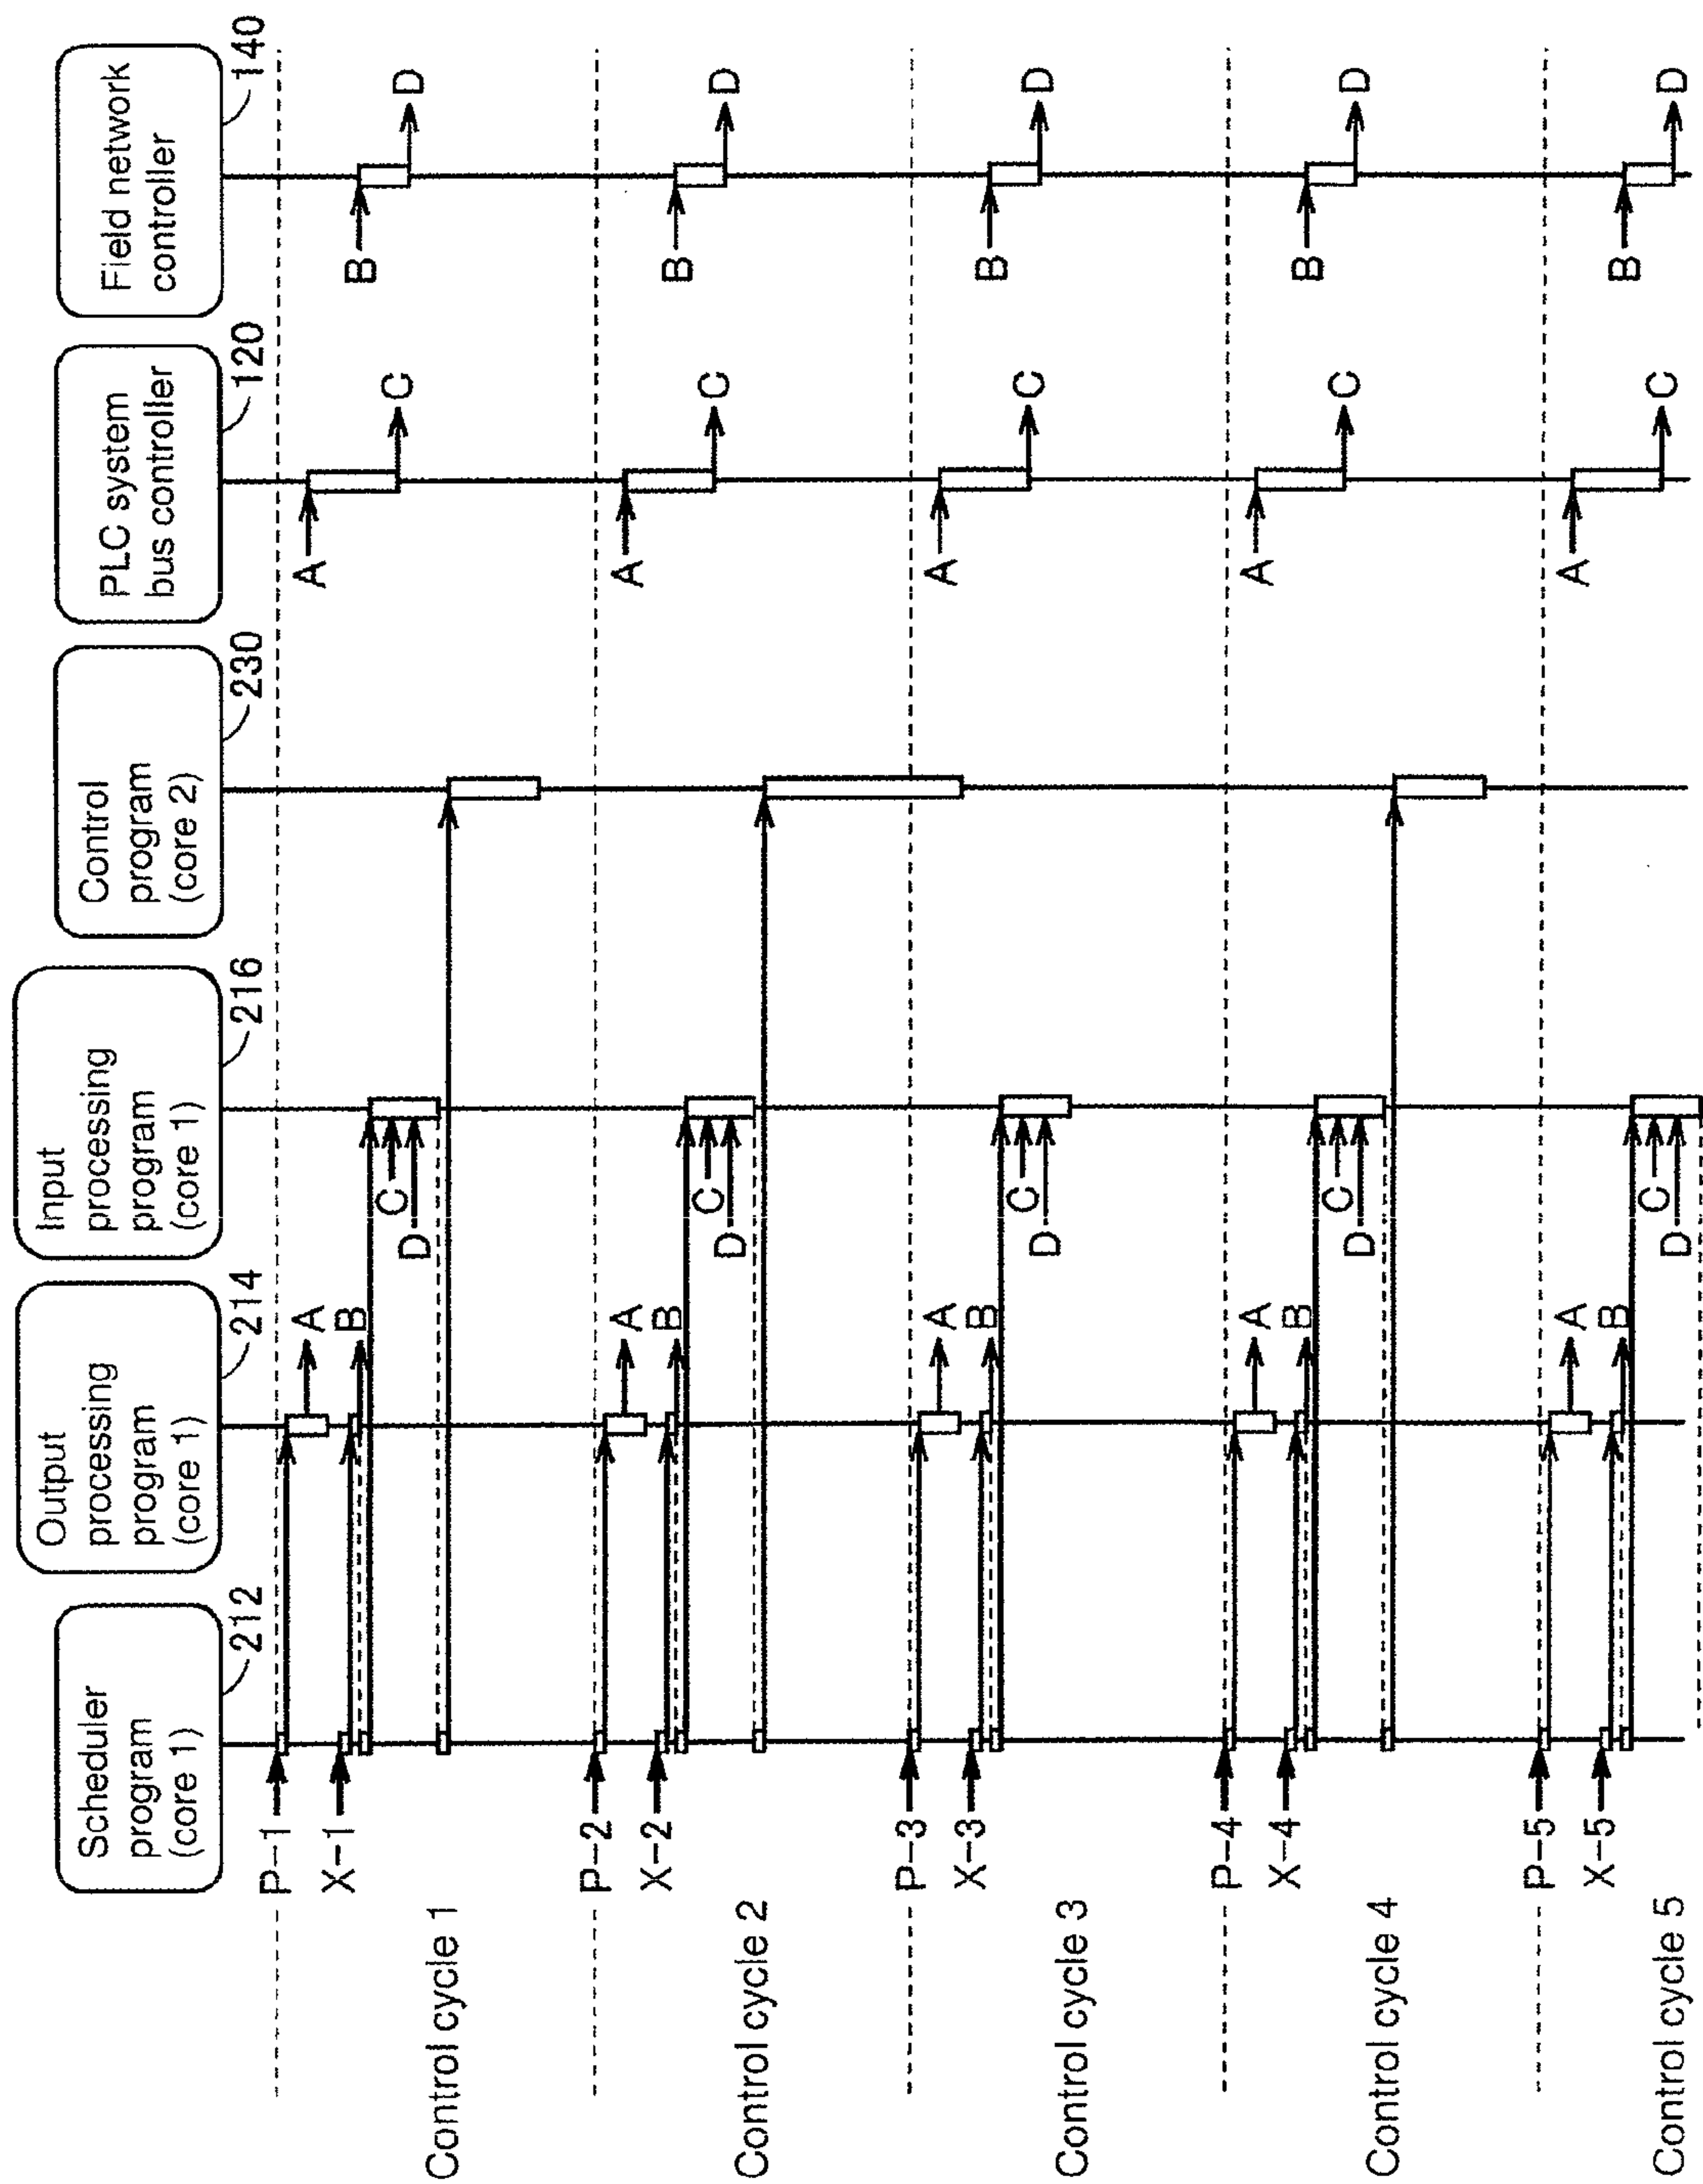 Scheduler
program
(core 1)
212
Output
processing
program
(core 1)
214
Input
processing
program
(core 1)
216
Control
program
(core 2)
230
PLC system
bus controller
120
Field network
controller
140
P-1
X-1
A
B
C
D
A
C
B
D
Control cycle 1
P-2
X-2
A
B
C
D
A
C
B
D
Control cycle 2
P-3
X-3
A
B
C
D
A
C
B
D
Control cycle 3
P-4
X-4
A
B
C
D
A
C
B
D
Control cycle 4
P-5
X-5
A
B
C
D
A
C
B
D
Control cycle 5